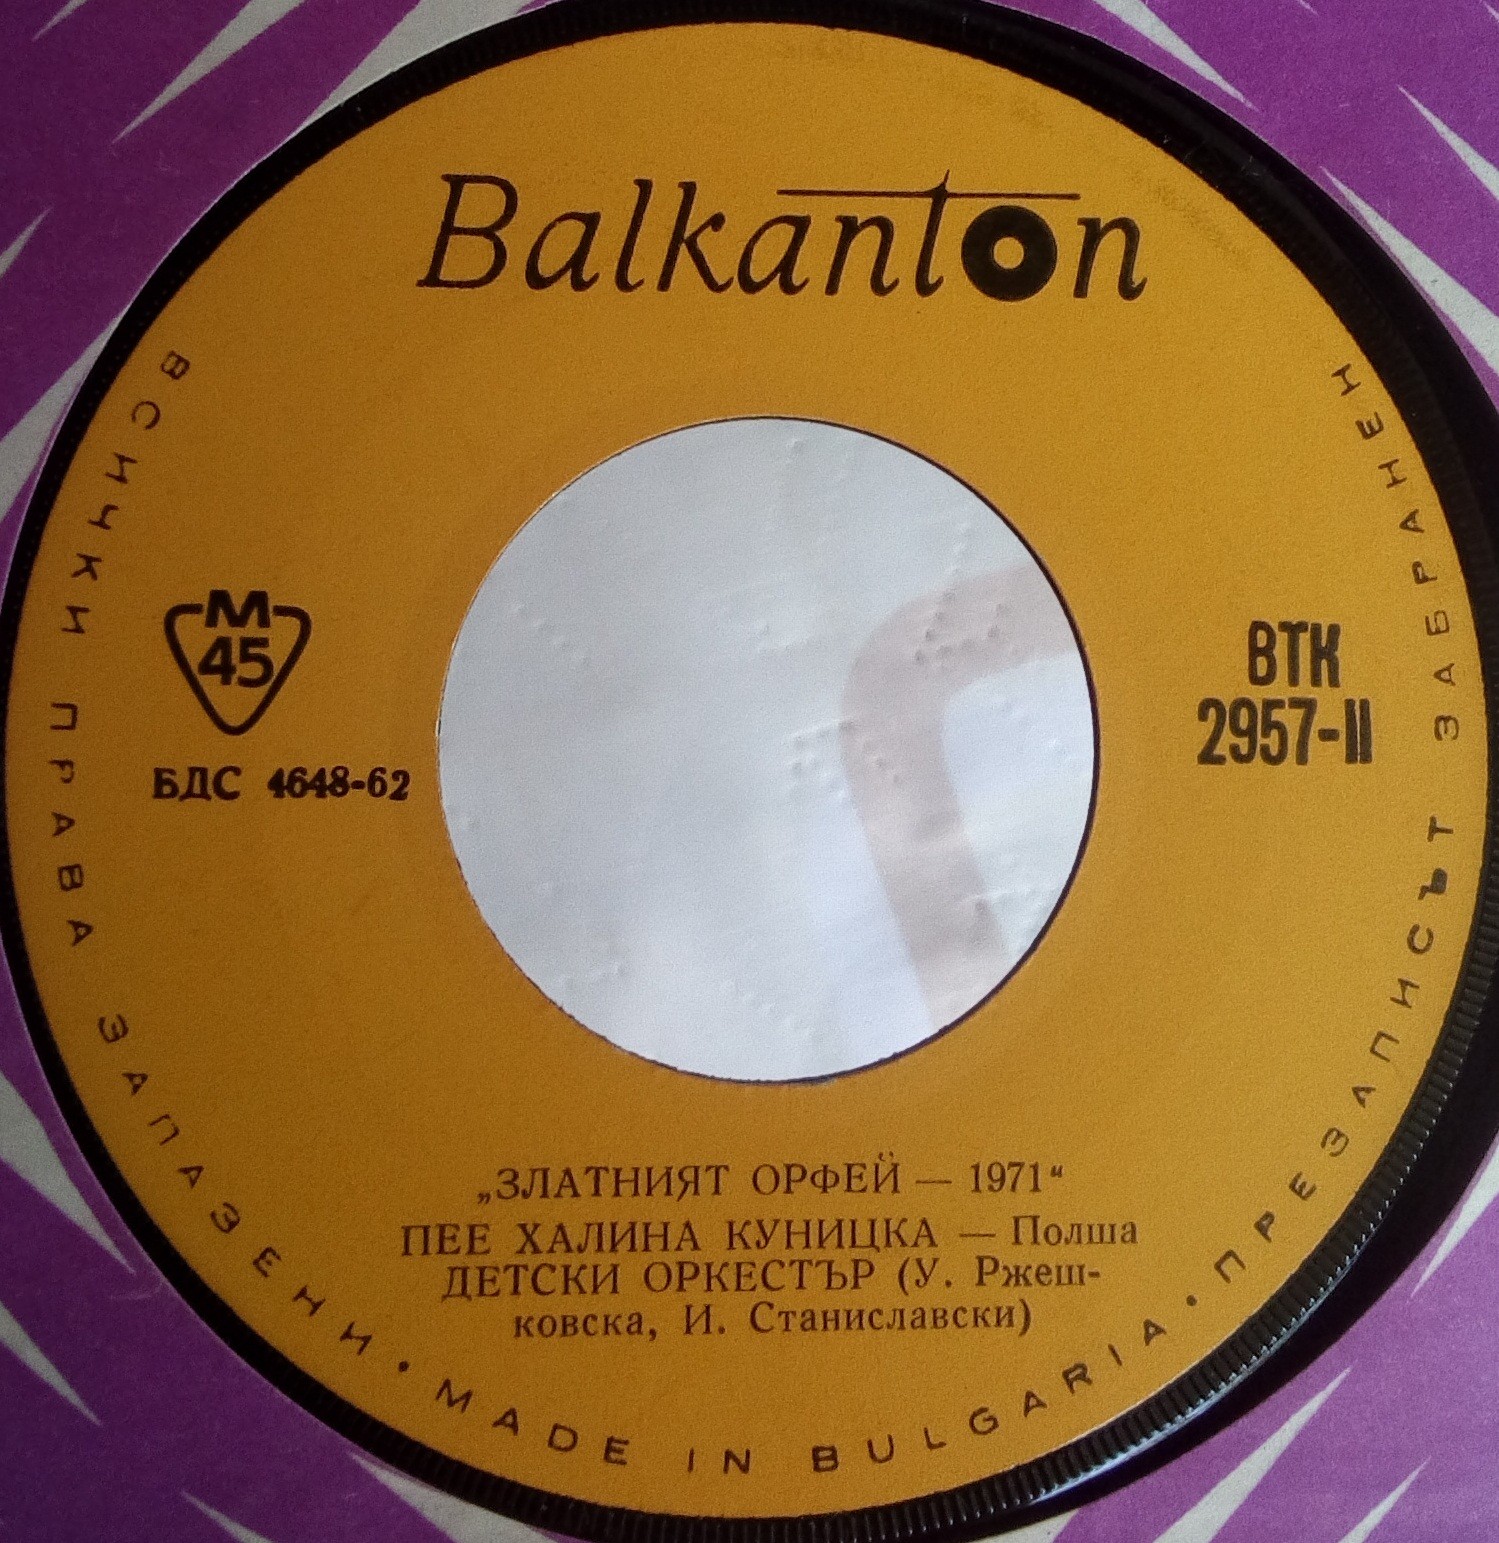 Balkanton
М
45
БДС 4648-62
ВТК
2957-II
„ЗЛАТНИЯТ ОРФЕЙ — 1971“
ПЕЕ ХАЛИНА КУНИЦКА — Полша
ДЕТСКИ ОРКЕСТЪР (У. Ржеш-
ковска, И. Станиславски)
ВСИЧКИ ПРАВА ЗАПАЗЕНИ • MADE IN BULGARIA • ПРЕЗАПИСЪТ ЗАБРАНЕН